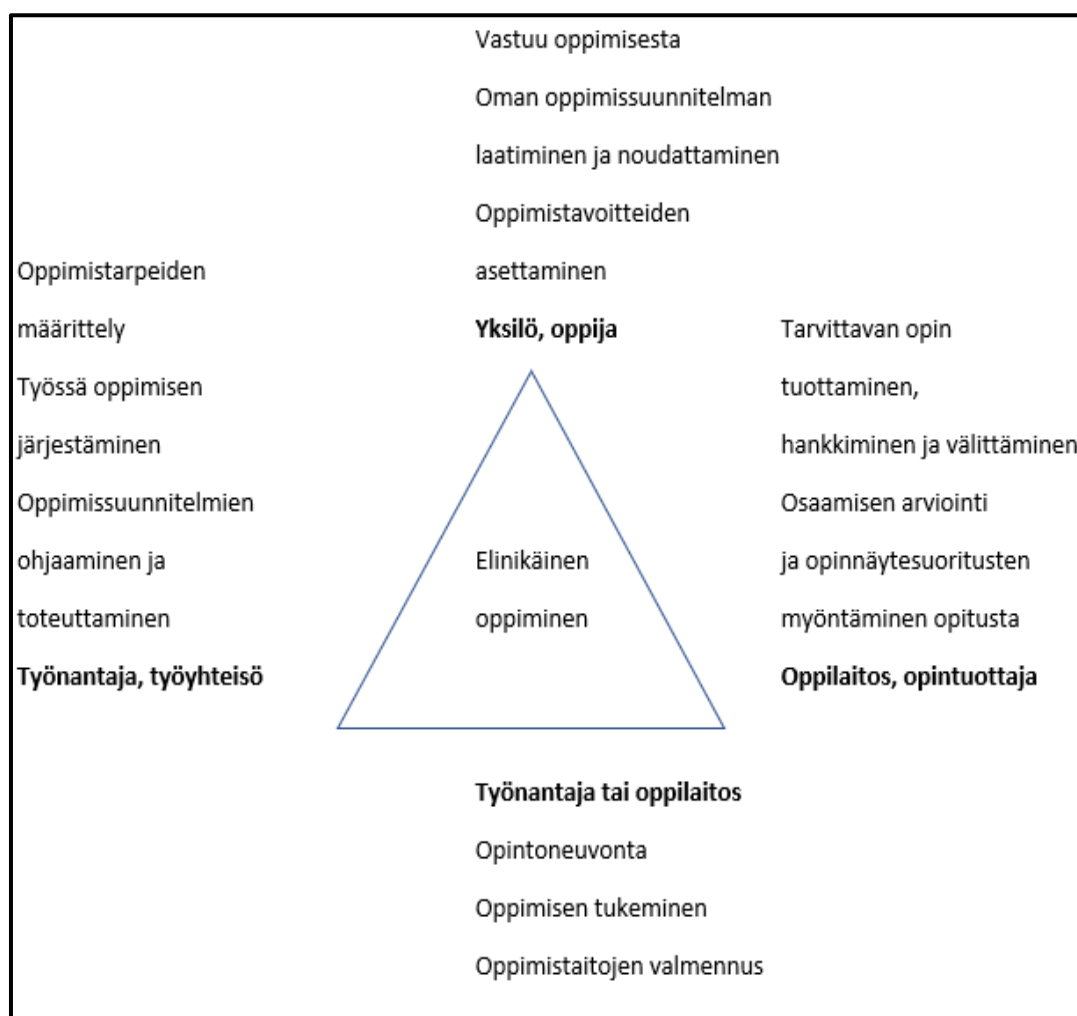 Vastuu oppimisesta
Oman oppimissuunnitelman
laatiminen ja noudattaminen
Oppimistavoitteiden
asettaminen
Yksilö, oppija
Oppimistarpeiden
määrittely
Työssä oppimisen
järjestäminen
Oppimissuunnitelmien
ohjaaminen ja
toteuttaminen
Työnantaja, työyhteisö
Elinikäinen
oppiminen
Tarvittavan opin
tuottaminen,
hankkiminen ja välittäminen
Osaamisen arviointi
ja opinnäytesuoritusten
myöntäminen opitusta
Oppilaitos, opintuottaja
Työnantaja tai oppilaitos
Opintoneuvonta
Oppimisen tukeminen
Oppimistaitojen valmennus